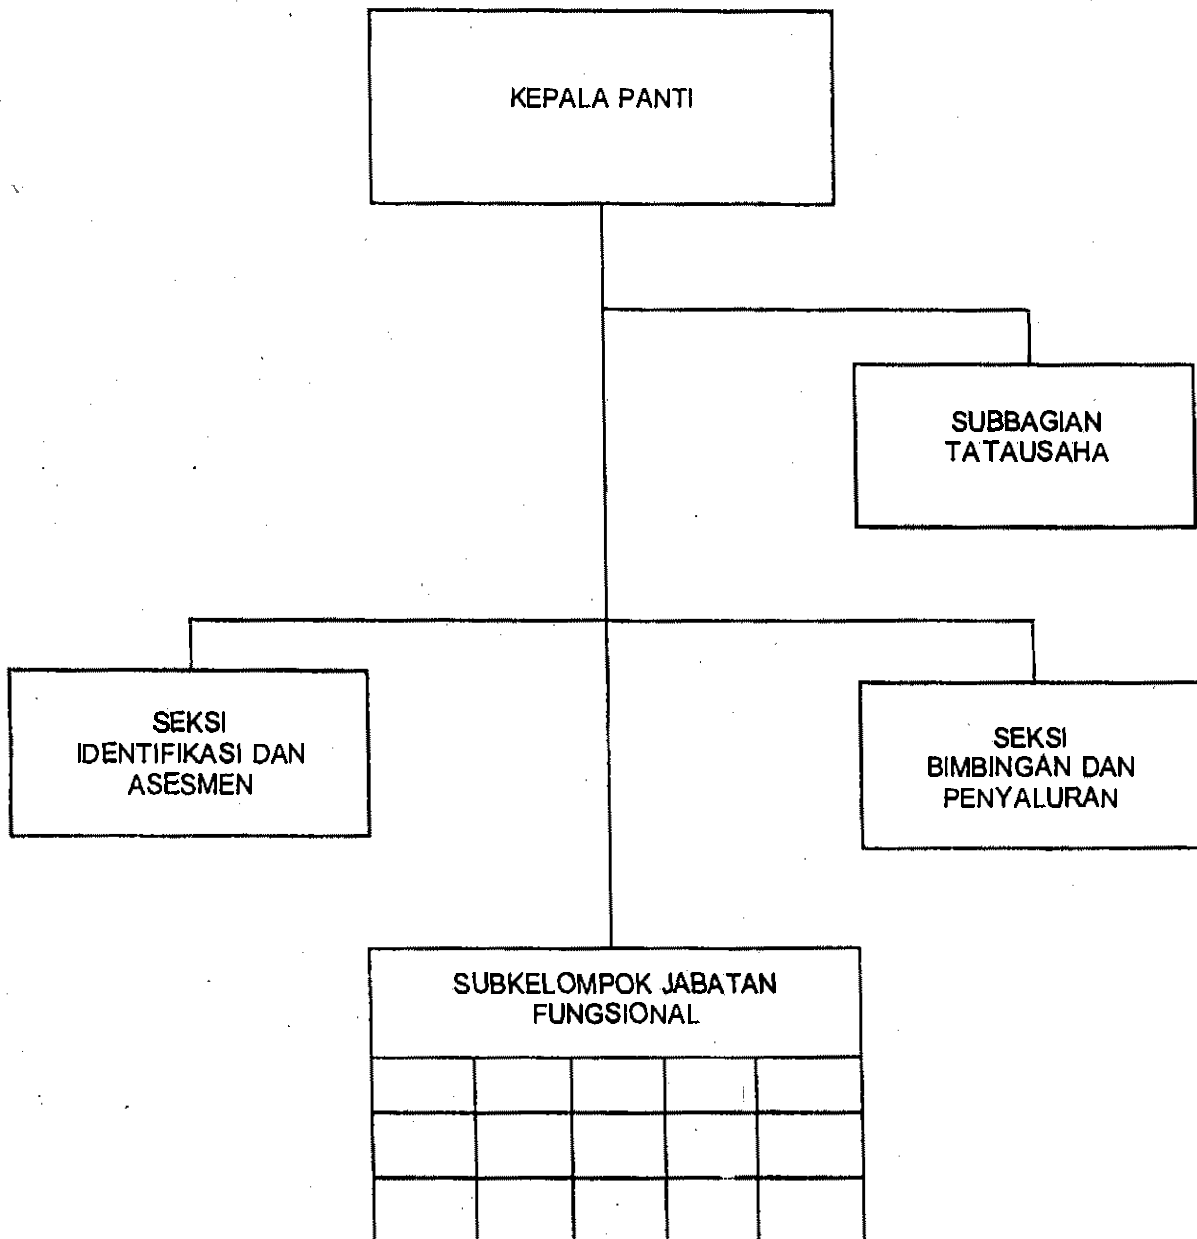 KEPALA PANTI
SUBBAGIAN
TATAUSAHA
SEKSI
IDENTIFIKASI DAN
ASESMEN
SEKSI
BIMBINGAN DAN
PENYALURAN
SUBKELOMPOK JABATAN
FUNGSIONAL